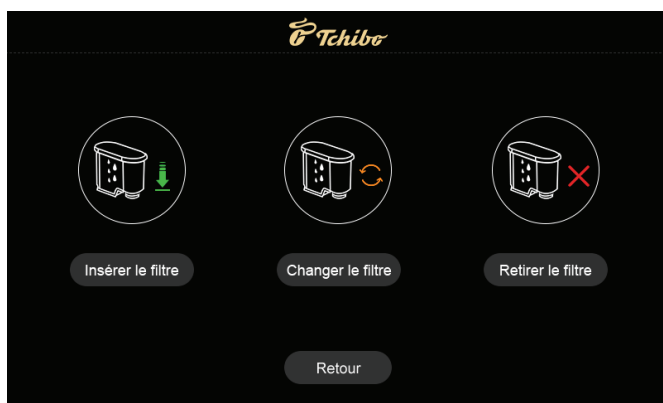 Tchibo
Insérer le filtre
Changer le filtre
Retirer le filtre
Retour